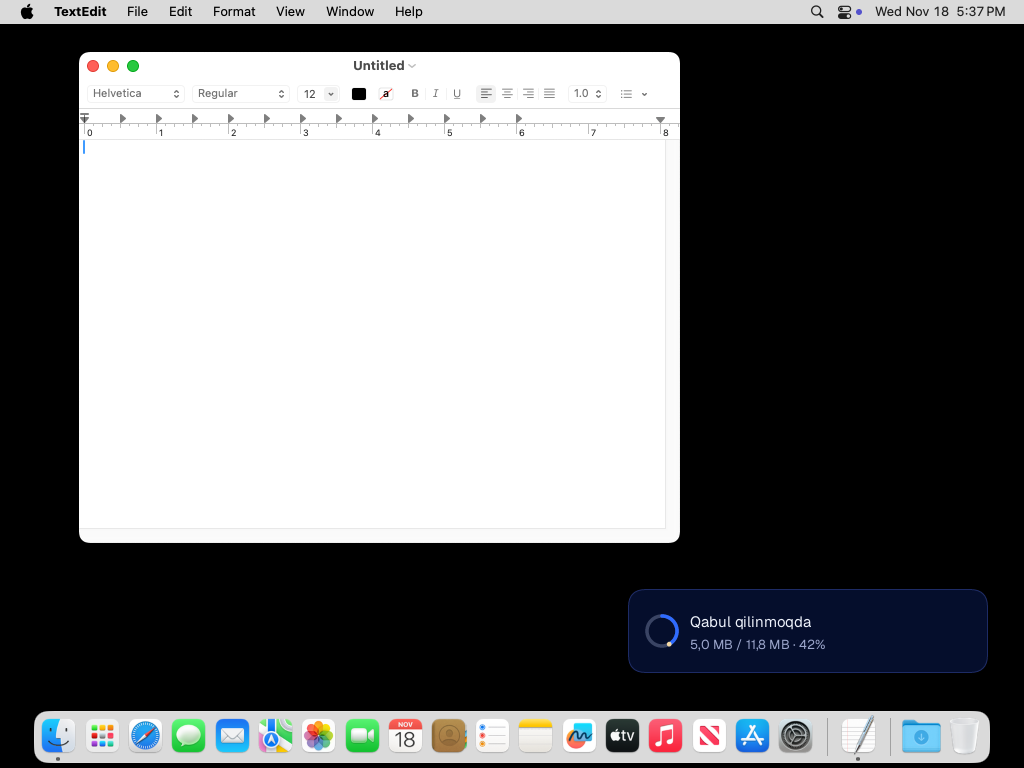 TextEdit File Edit Format View Window Help Wed Nov 18 5:37 PM
Untitled
Helvetica Regular 12 a B I U 1.0
0 1 2 3 4 5 6 7 8
Qabul qilinmoqda
5,0 MB / 11,8 MB · 42%
NOV
18
tv